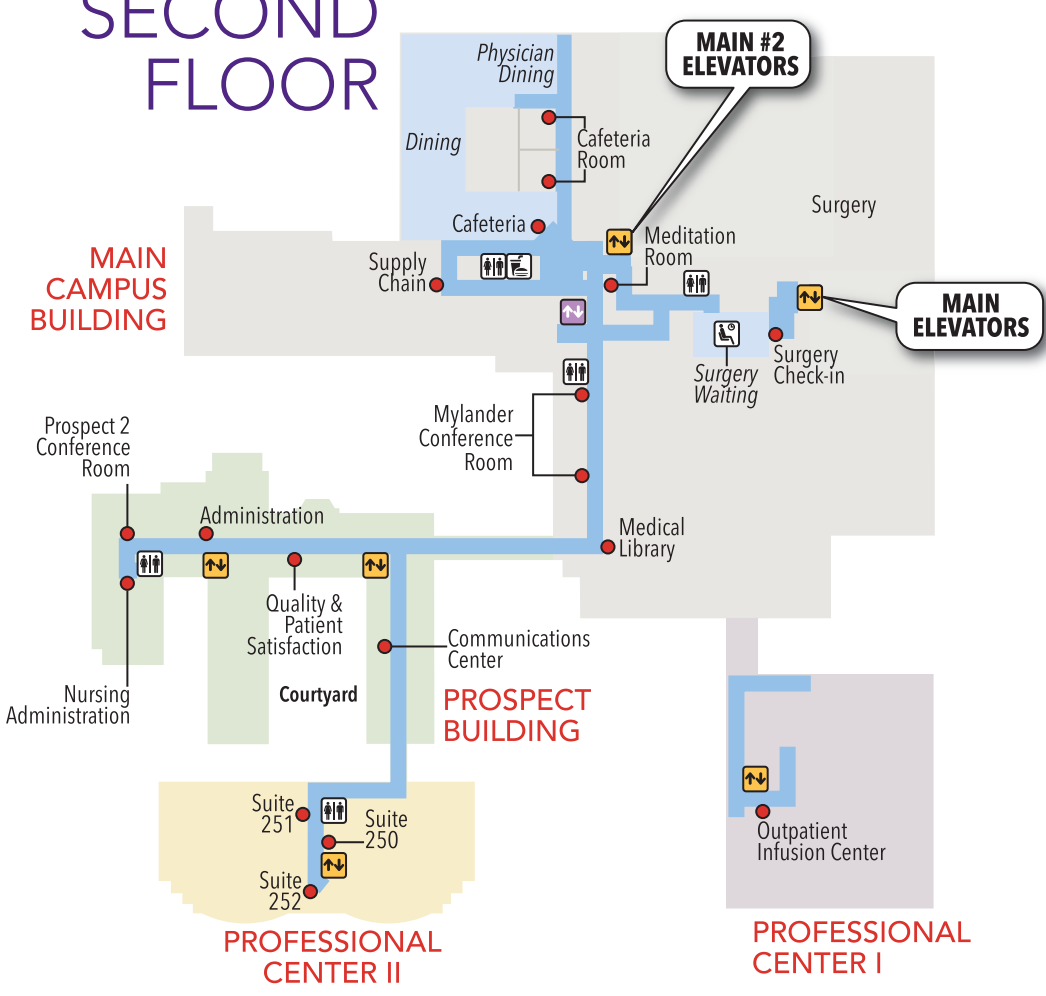 SECOND
FLOOR
MAIN #2
ELEVATORS
Physician
Dining
Dining
Cafeteria
Room
Surgery
Cafeteria
Meditation
Room
MAIN
CAMPUS
BUILDING
Supply
Chain
MAIN
ELEVATORS
Surgery
Check-in
Surgery
Waiting
Mylander
Conference
Room
Prospect 2
Conference
Room
Administration
Medical
Library
Quality &
Patient
Satisfaction
Communications
Center
Nursing
Administration
Courtyard
PROSPECT
BUILDING
Suite
251
Suite
250
Suite
252
Outpatient
Infusion Center
PROFESSIONAL
CENTER II
PROFESSIONAL
CENTER I